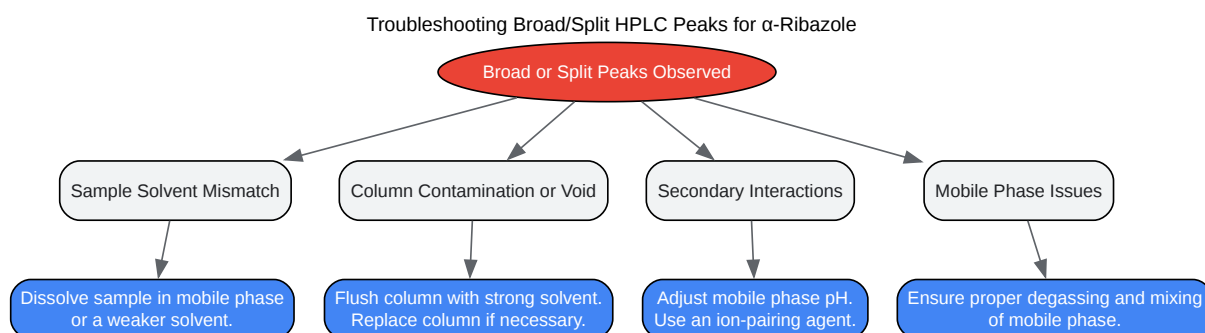 Troubleshooting Broad/Split HPLC Peaks for α-Ribazole
Broad or Split Peaks Observed
Sample Solvent Mismatch
Column Contamination or Void
Secondary Interactions
Mobile Phase Issues
Dissolve sample in mobile phase
or a weaker solvent.
Flush column with strong solvent.
Replace column if necessary.
Adjust mobile phase pH.
Use an ion-pairing agent.
Ensure proper degassing and mixing
of mobile phase.